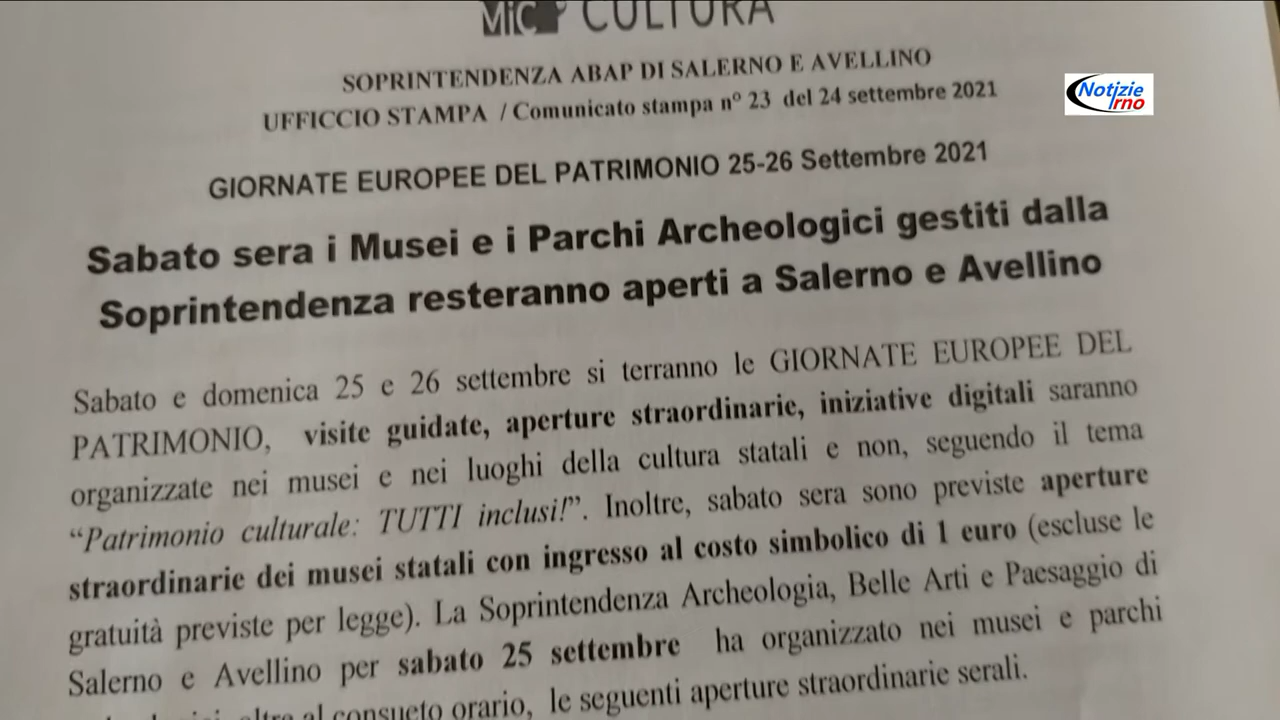 MiC CULTURA
SOPRINTENDENZA ABAP DI SALERNO E AVELLINO
UFFICCIO STAMPA / Comunicato stampa n° 23 del 24 settembre 2021
Notizie
Irno
GIORNATE EUROPEE DEL PATRIMONIO 25-26 Settembre 2021
Sabato sera i Musei e i Parchi Archeologici gestiti dalla
Soprintendenza resteranno aperti a Salerno e Avellino
Sabato e domenica 25 e 26 settembre si terranno le GIORNATE EUROPEE DEL
PATRIMONIO, visite guidate, aperture straordinarie, iniziative digitali saranno
organizzate nei musei e nei luoghi della cultura statali e non, seguendo il tema
“Patrimonio culturale: TUTTI inclusi!”. Inoltre, sabato sera sono previste aperture
straordinarie dei musei statali con ingresso al costo simbolico di 1 euro (escluse le
gratuità previste per legge). La Soprintendenza Archeologia, Belle Arti e Paesaggio di
Salerno e Avellino per sabato 25 settembre ha organizzato nei musei e parchi
oltre al consueto orario, le seguenti aperture straordinarie serali.